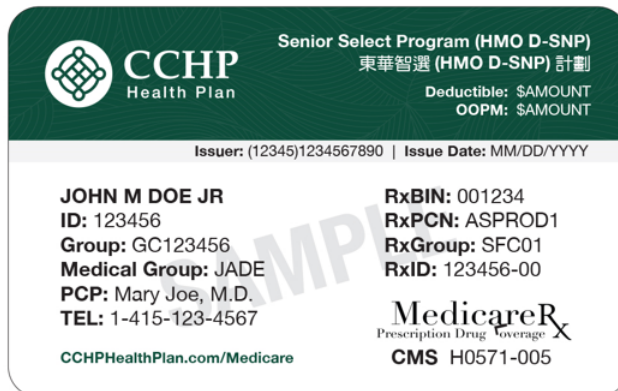 CCHP
Health Plan
Senior Select Program (HMO D-SNP)
東華智選 (HMO D-SNP) 計劃
Deductible: $AMOUNT
OOPM: $AMOUNT
Issuer: (12345)1234567890 | Issue Date: MM/DD/YYYY
JOHN M DOE JR
ID: 123456
Group: GC123456
Medical Group: JADE
PCP: Mary Joe, M.D.
TEL: 1-415-123-4567
CCHPHealthPlan.com/Medicare
RxBIN: 001234
RxPCN: ASPROD1
RxGroup: SFC01
RxID: 123456-00
MedicareRx
Prescription Drug Coverage
CMS H0571-005
SAMPLE